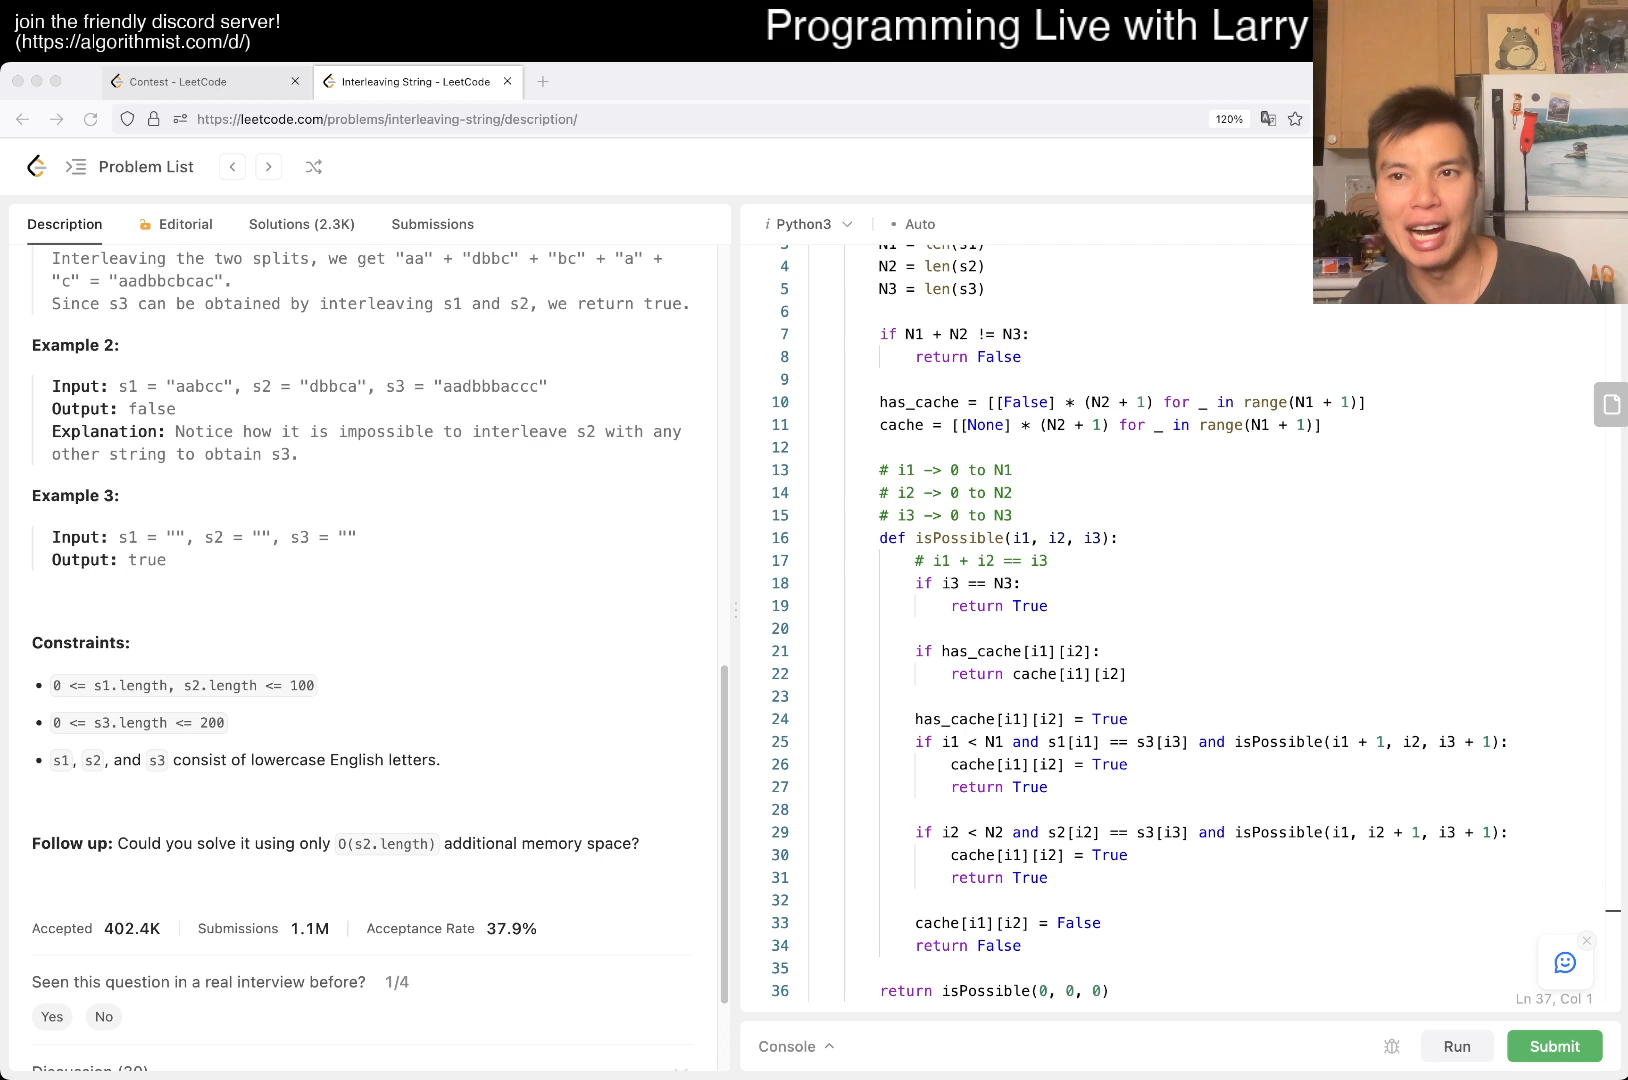 join the friendly discord server!
(https://algorithmist.com/d/)
Programming Live with Larry
Contest - LeetCode
Interleaving String - LeetCode
https://leetcode.com/problems/interleaving-string/description/
120%
Problem List
Description
Editorial
Solutions (2.3K)
Submissions
Interleaving the two splits, we get "aa" + "dbbc" + "bc" + "a" +
"c" = "aadbbcbcac".
Since s3 can be obtained by interleaving s1 and s2, we return true.
Example 2:
Input: s1 = "aabcc", s2 = "dbbca", s3 = "aadbbbaccc"
Output: false
Explanation: Notice how it is impossible to interleave s2 with any
other string to obtain s3.
Example 3:
Input: s1 = "", s2 = "", s3 = ""
Output: true
Constraints:
• 0 <= s1.length, s2.length <= 100
• 0 <= s3.length <= 200
• s1, s2, and s3 consist of lowercase English letters.
Follow up: Could you solve it using only O(s2.length) additional memory space?
Accepted 402.4K
Submissions 1.1M
Acceptance Rate 37.9%
Seen this question in a real interview before? 1/4
Yes
No
Discussion (30)
i Python3
• Auto
3 N1 = len(s1)
4 N2 = len(s2)
5 N3 = len(s3)
6
7 if N1 + N2 != N3:
8 return False
9
10 has_cache = [[False] * (N2 + 1) for _ in range(N1 + 1)]
11 cache = [[None] * (N2 + 1) for _ in range(N1 + 1)]
12
13 # i1 -> 0 to N1
14 # i2 -> 0 to N2
15 # i3 -> 0 to N3
16 def isPossible(i1, i2, i3):
17 # i1 + i2 == i3
18 if i3 == N3:
19 return True
20
21 if has_cache[i1][i2]:
22 return cache[i1][i2]
23
24 has_cache[i1][i2] = True
25 if i1 < N1 and s1[i1] == s3[i3] and isPossible(i1 + 1, i2, i3 + 1):
26 cache[i1][i2] = True
27 return True
28
29 if i2 < N2 and s2[i2] == s3[i3] and isPossible(i1, i2 + 1, i3 + 1):
30 cache[i1][i2] = True
31 return True
32
33 cache[i1][i2] = False
34 return False
35
36 return isPossible(0, 0, 0)
Ln 37, Col 1
Console
Run
Submit